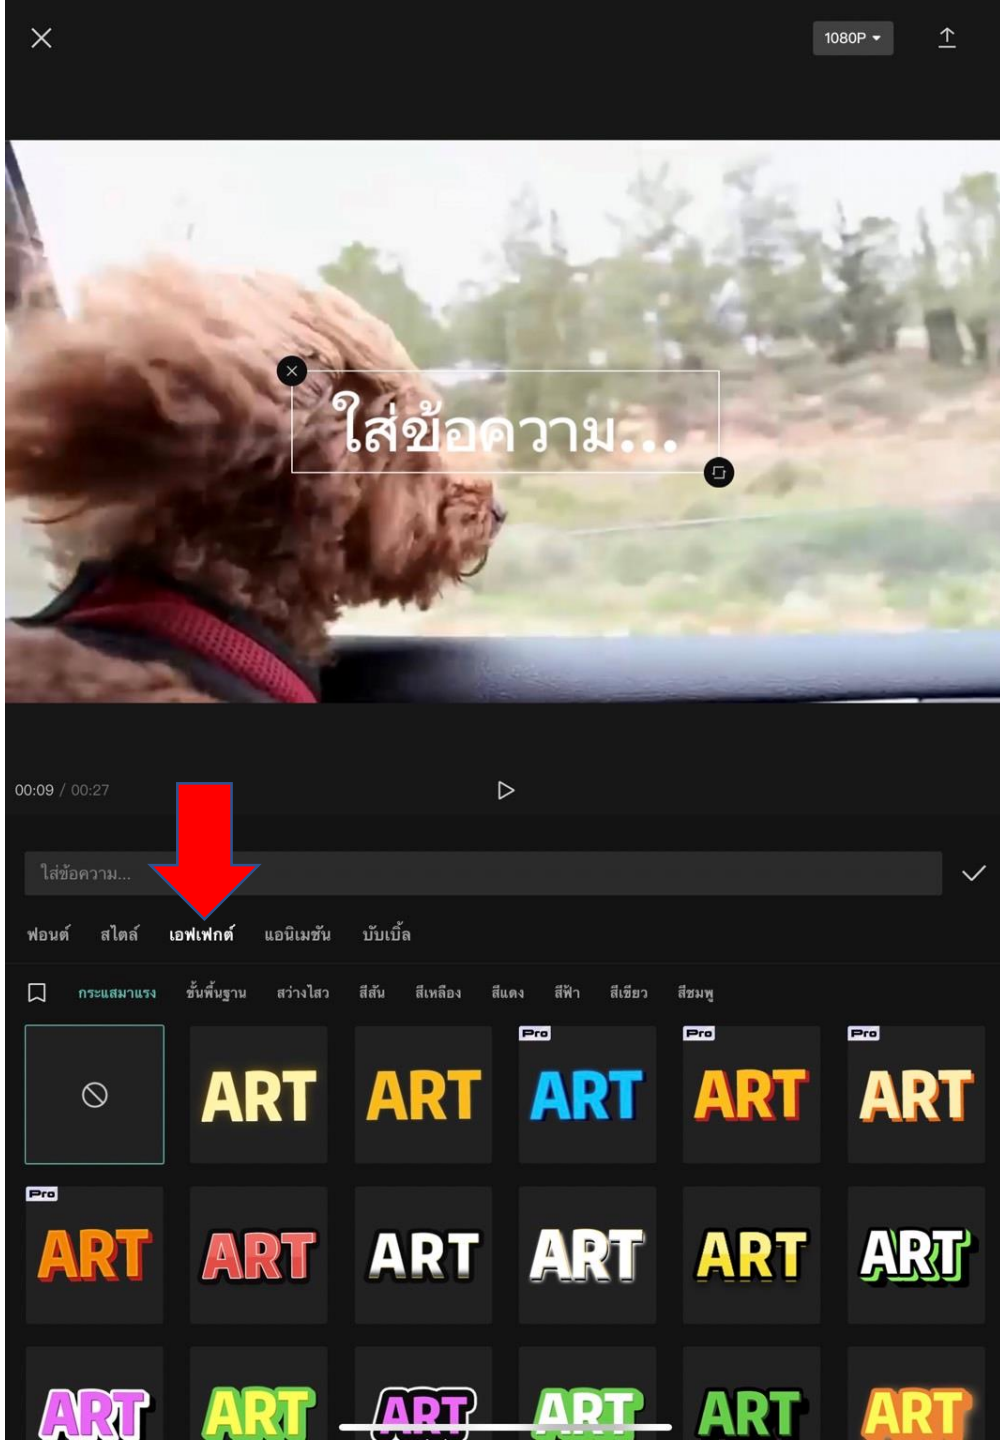 1080P
ใส่ข้อความ...
00:09 / 00:27
ใส่ข้อความ...
ฟอนต์ สไตล์ เอฟเฟกต์ แอนิเมชัน บับเบิ้ล
กระแสมาแรง ขั้นพื้นฐาน สว่างไสว สีสัน สีเหลือง สีแดง สีฟ้า สีเขียว สีชมพู
Pro Pro Pro
ART ART ART ART ART
Pro
ART ART ART ART ART ART
ART ART ART ART ART ART